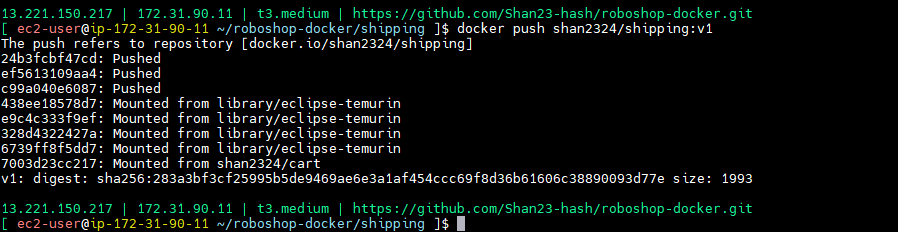 13.221.150.217 | 172.31.90.11 | t3.medium | https://github.com/Shan23-hash/roboshop-docker.git
[ ec2-user@ip-172-31-90-11 ~/roboshop-docker/shipping ]$ docker push shan2324/shipping:v1
The push refers to repository [docker.io/shan2324/shipping]
24b3fcbf47cd: Pushed
ef5613109aa4: Pushed
c99a040e6087: Pushed
438ee18578d7: Mounted from library/eclipse-temurin
e9c4c333f9ef: Mounted from library/eclipse-temurin
328d4322427a: Mounted from library/eclipse-temurin
6739ff8f5dd7: Mounted from library/eclipse-temurin
7003d23cc217: Mounted from shan2324/cart
v1: digest: sha256:283a3bf3cf25995b5de9469ae6e3a1af454ccc69f8d36b61606c38890093d77e size: 1993
13.221.150.217 | 172.31.90.11 | t3.medium | https://github.com/Shan23-hash/roboshop-docker.git
[ ec2-user@ip-172-31-90-11 ~/roboshop-docker/shipping ]$